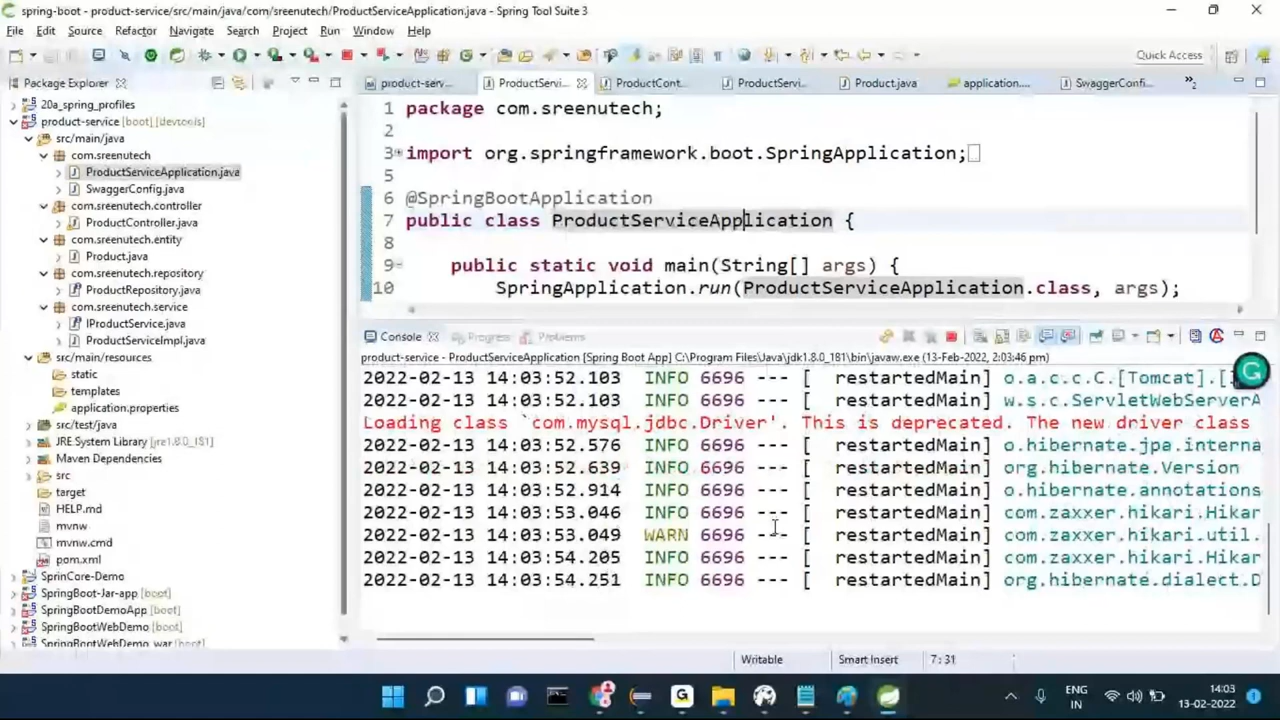 spring-boot - product-service/src/main/java/com/sreenutech/ProductServiceApplication.java - Spring Tool Suite 3
File Edit Source Refactor Navigate Search Project Run Window Help
Quick Access
Package Explorer
product-serv...
ProductServi...
ProductCont...
ProductServi...
Product.java
application....
SwaggerConfi...
»2
20a_spring_profiles
product-service [boot] [devtools]
src/main/java
com.sreenutech
ProductServiceApplication.java
SwaggerConfig.java
com.sreenutech.controller
ProductController.java
com.sreenutech.entity
Product.java
com.sreenutech.repository
ProductRepository.java
com.sreenutech.service
IProductService.java
ProductServiceImpl.java
src/main/resources
static
templates
application.properties
src/test/java
JRE System Library [jre1.8.0_181]
Maven Dependencies
src
target
HELP.md
mvnw
mvnw.cmd
pom.xml
SprinCore-Demo
SpringBoot-Jar-app [boot]
SpringBootDemoApp [boot]
SpringBootWebDemo [boot]
SpringBootWebDemo_war [boot]
1 package com.sreenutech;
2
3 import org.springframework.boot.SpringApplication;
5
6 @SpringBootApplication
7 public class ProductServiceApplication {
8
9 public static void main(String[] args) {
10 SpringApplication.run(ProductServiceApplication.class, args);
Console Progress Problems
product-service - ProductServiceApplication [Spring Boot App] C:\Program Files\Java\jdk1.8.0_181\bin\javaw.exe (13-Feb-2022, 2:03:46 pm)
2022-02-13 14:03:52.103 INFO 6696 --- [ restartedMain] o.a.c.c.C.[Tomcat].[
2022-02-13 14:03:52.103 INFO 6696 --- [ restartedMain] w.s.c.ServletWebServerA
Loading class `com.mysql.jdbc.Driver'. This is deprecated. The new driver class
2022-02-13 14:03:52.576 INFO 6696 --- [ restartedMain] o.hibernate.jpa.interna
2022-02-13 14:03:52.639 INFO 6696 --- [ restartedMain] org.hibernate.Version
2022-02-13 14:03:52.914 INFO 6696 --- [ restartedMain] o.hibernate.annotations
2022-02-13 14:03:53.046 INFO 6696 --- [ restartedMain] com.zaxxer.hikari.Hikar
2022-02-13 14:03:53.049 WARN 6696 --- [ restartedMain] com.zaxxer.hikari.util.
2022-02-13 14:03:54.205 INFO 6696 --- [ restartedMain] com.zaxxer.hikari.Hikar
2022-02-13 14:03:54.251 INFO 6696 --- [ restartedMain] org.hibernate.dialect.D
Writable Smart Insert 7 : 31
ENG
IN
14:03
13-02-2022